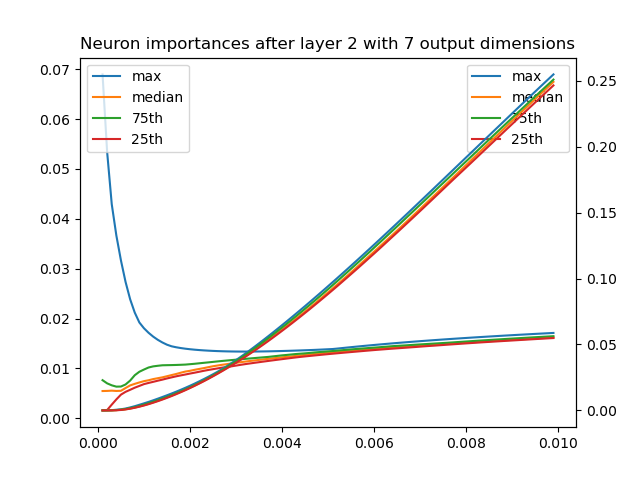 Neuron importances after layer 2 with 7 output dimensions
max
median
75th
25th
max
median
75th
25th
0.07
0.06
0.05
0.04
0.03
0.02
0.01
0.00
0.25
0.20
0.15
0.10
0.05
0.00
0.000 0.002 0.004 0.006 0.008 0.010